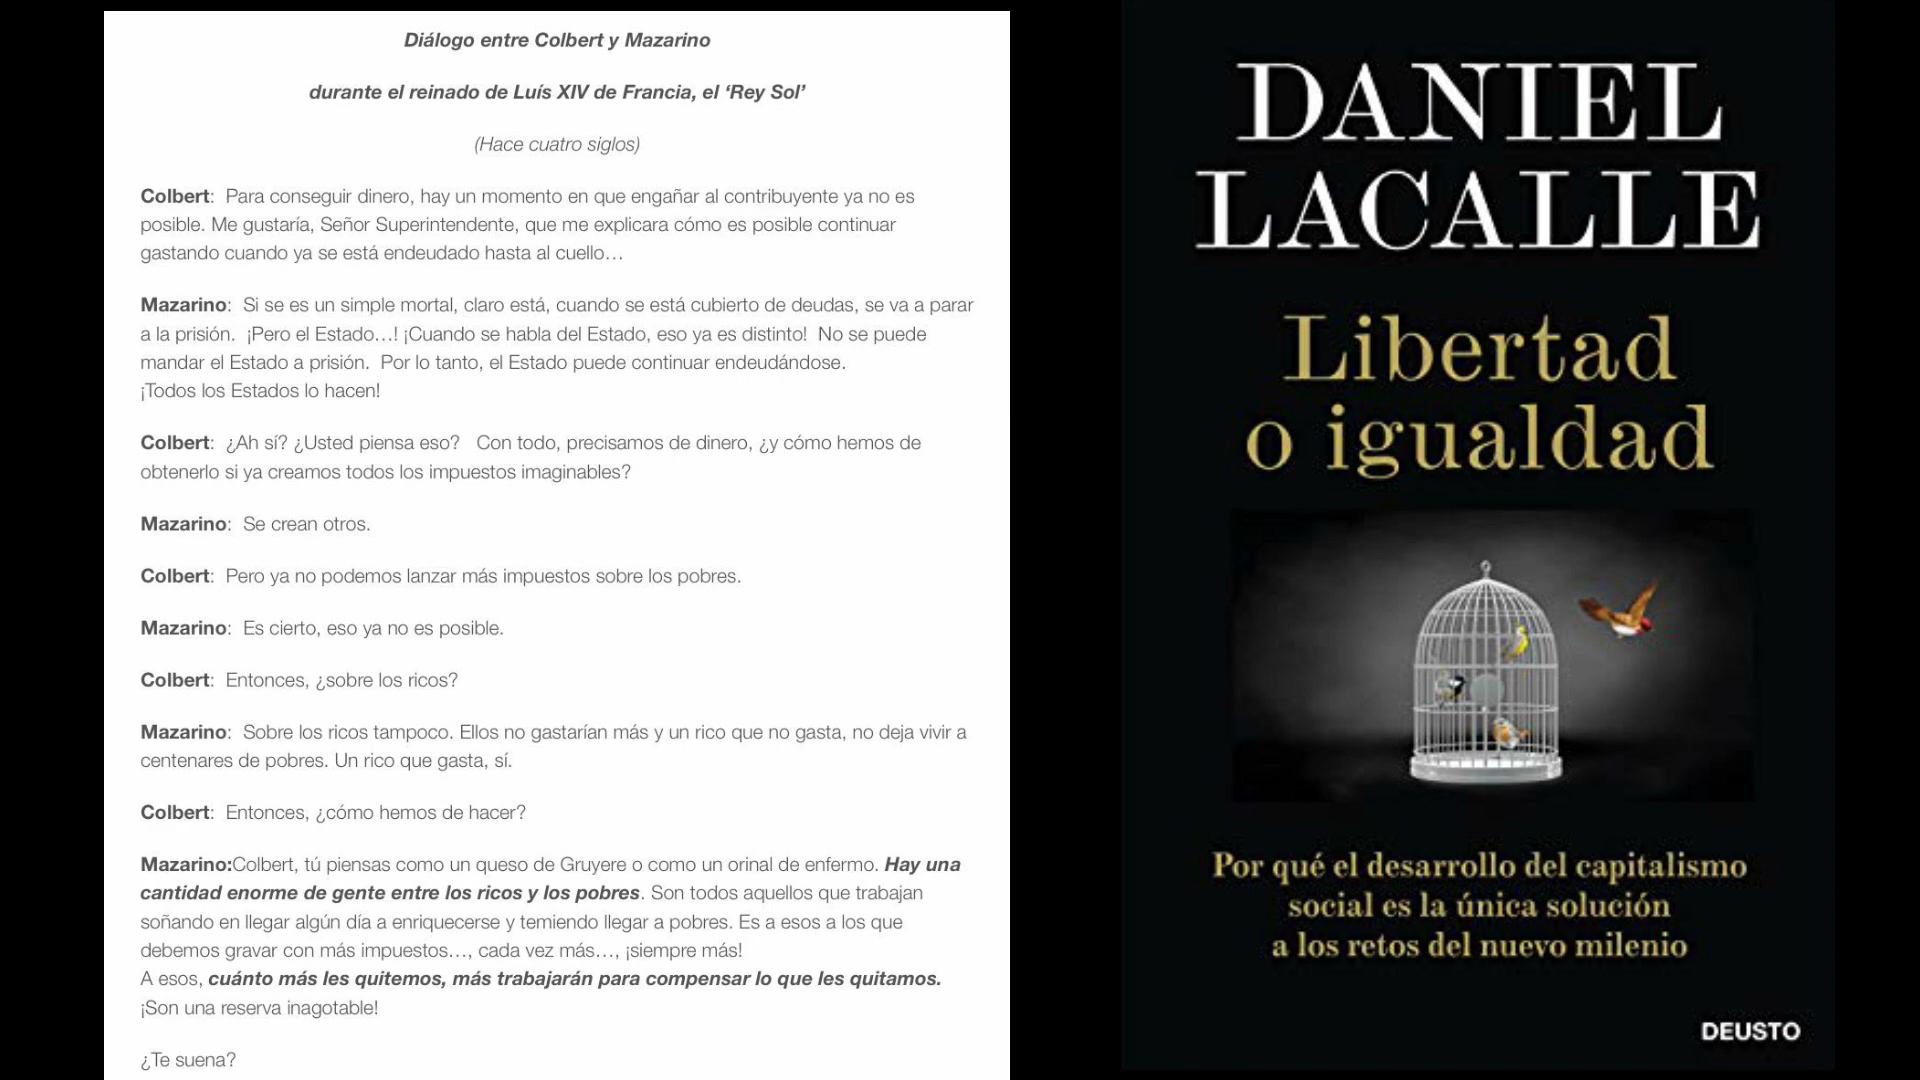 Diálogo entre Colbert y Mazarino
durante el reinado de Luís XIV de Francia, el ‘Rey Sol’
(Hace cuatro siglos)
Colbert:  Para conseguir dinero, hay un momento en que engañar al contribuyente ya no es
posible. Me gustaría, Señor Superintendente, que me explicara cómo es posible continuar
gastando cuando ya se está endeudado hasta al cuello…
Mazarino:  Si se es un simple mortal, claro está, cuando se está cubierto de deudas, se va a parar
a la prisión.  ¡Pero el Estado…! ¡Cuando se habla del Estado, eso ya es distinto!  No se puede
mandar el Estado a prisión.  Por lo tanto, el Estado puede continuar endeudándose.
¡Todos los Estados lo hacen!
Colbert:  ¿Ah sí? ¿Usted piensa eso?   Con todo, precisamos de dinero, ¿y cómo hemos de
obtenerlo si ya creamos todos los impuestos imaginables?
Mazarino:  Se crean otros.
Colbert:  Pero ya no podemos lanzar más impuestos sobre los pobres.
Mazarino:  Es cierto, eso ya no es posible.
Colbert:  Entonces, ¿sobre los ricos?
Mazarino:  Sobre los ricos tampoco. Ellos no gastarían más y un rico que no gasta, no deja vivir a
centenares de pobres. Un rico que gasta, sí.
Colbert:  Entonces, ¿cómo hemos de hacer?
Mazarino:Colbert, tú piensas como un queso de Gruyere o como un orinal de enfermo. Hay una
cantidad enorme de gente entre los ricos y los pobres. Son todos aquellos que trabajan
soñando en llegar algún día a enriquecerse y temiendo llegar a pobres. Es a esos a los que
debemos gravar con más impuestos…, cada vez más…, ¡siempre más!
A esos, cuánto más les quitemos, más trabajarán para compensar lo que les quitamos.
¡Son una reserva inagotable!
¿Te suena?
DANIEL
LACALLE
Libertad
o igualdad
Por qué el desarrollo del capitalismo
social es la única solución
a los retos del nuevo milenio
DEUSTO